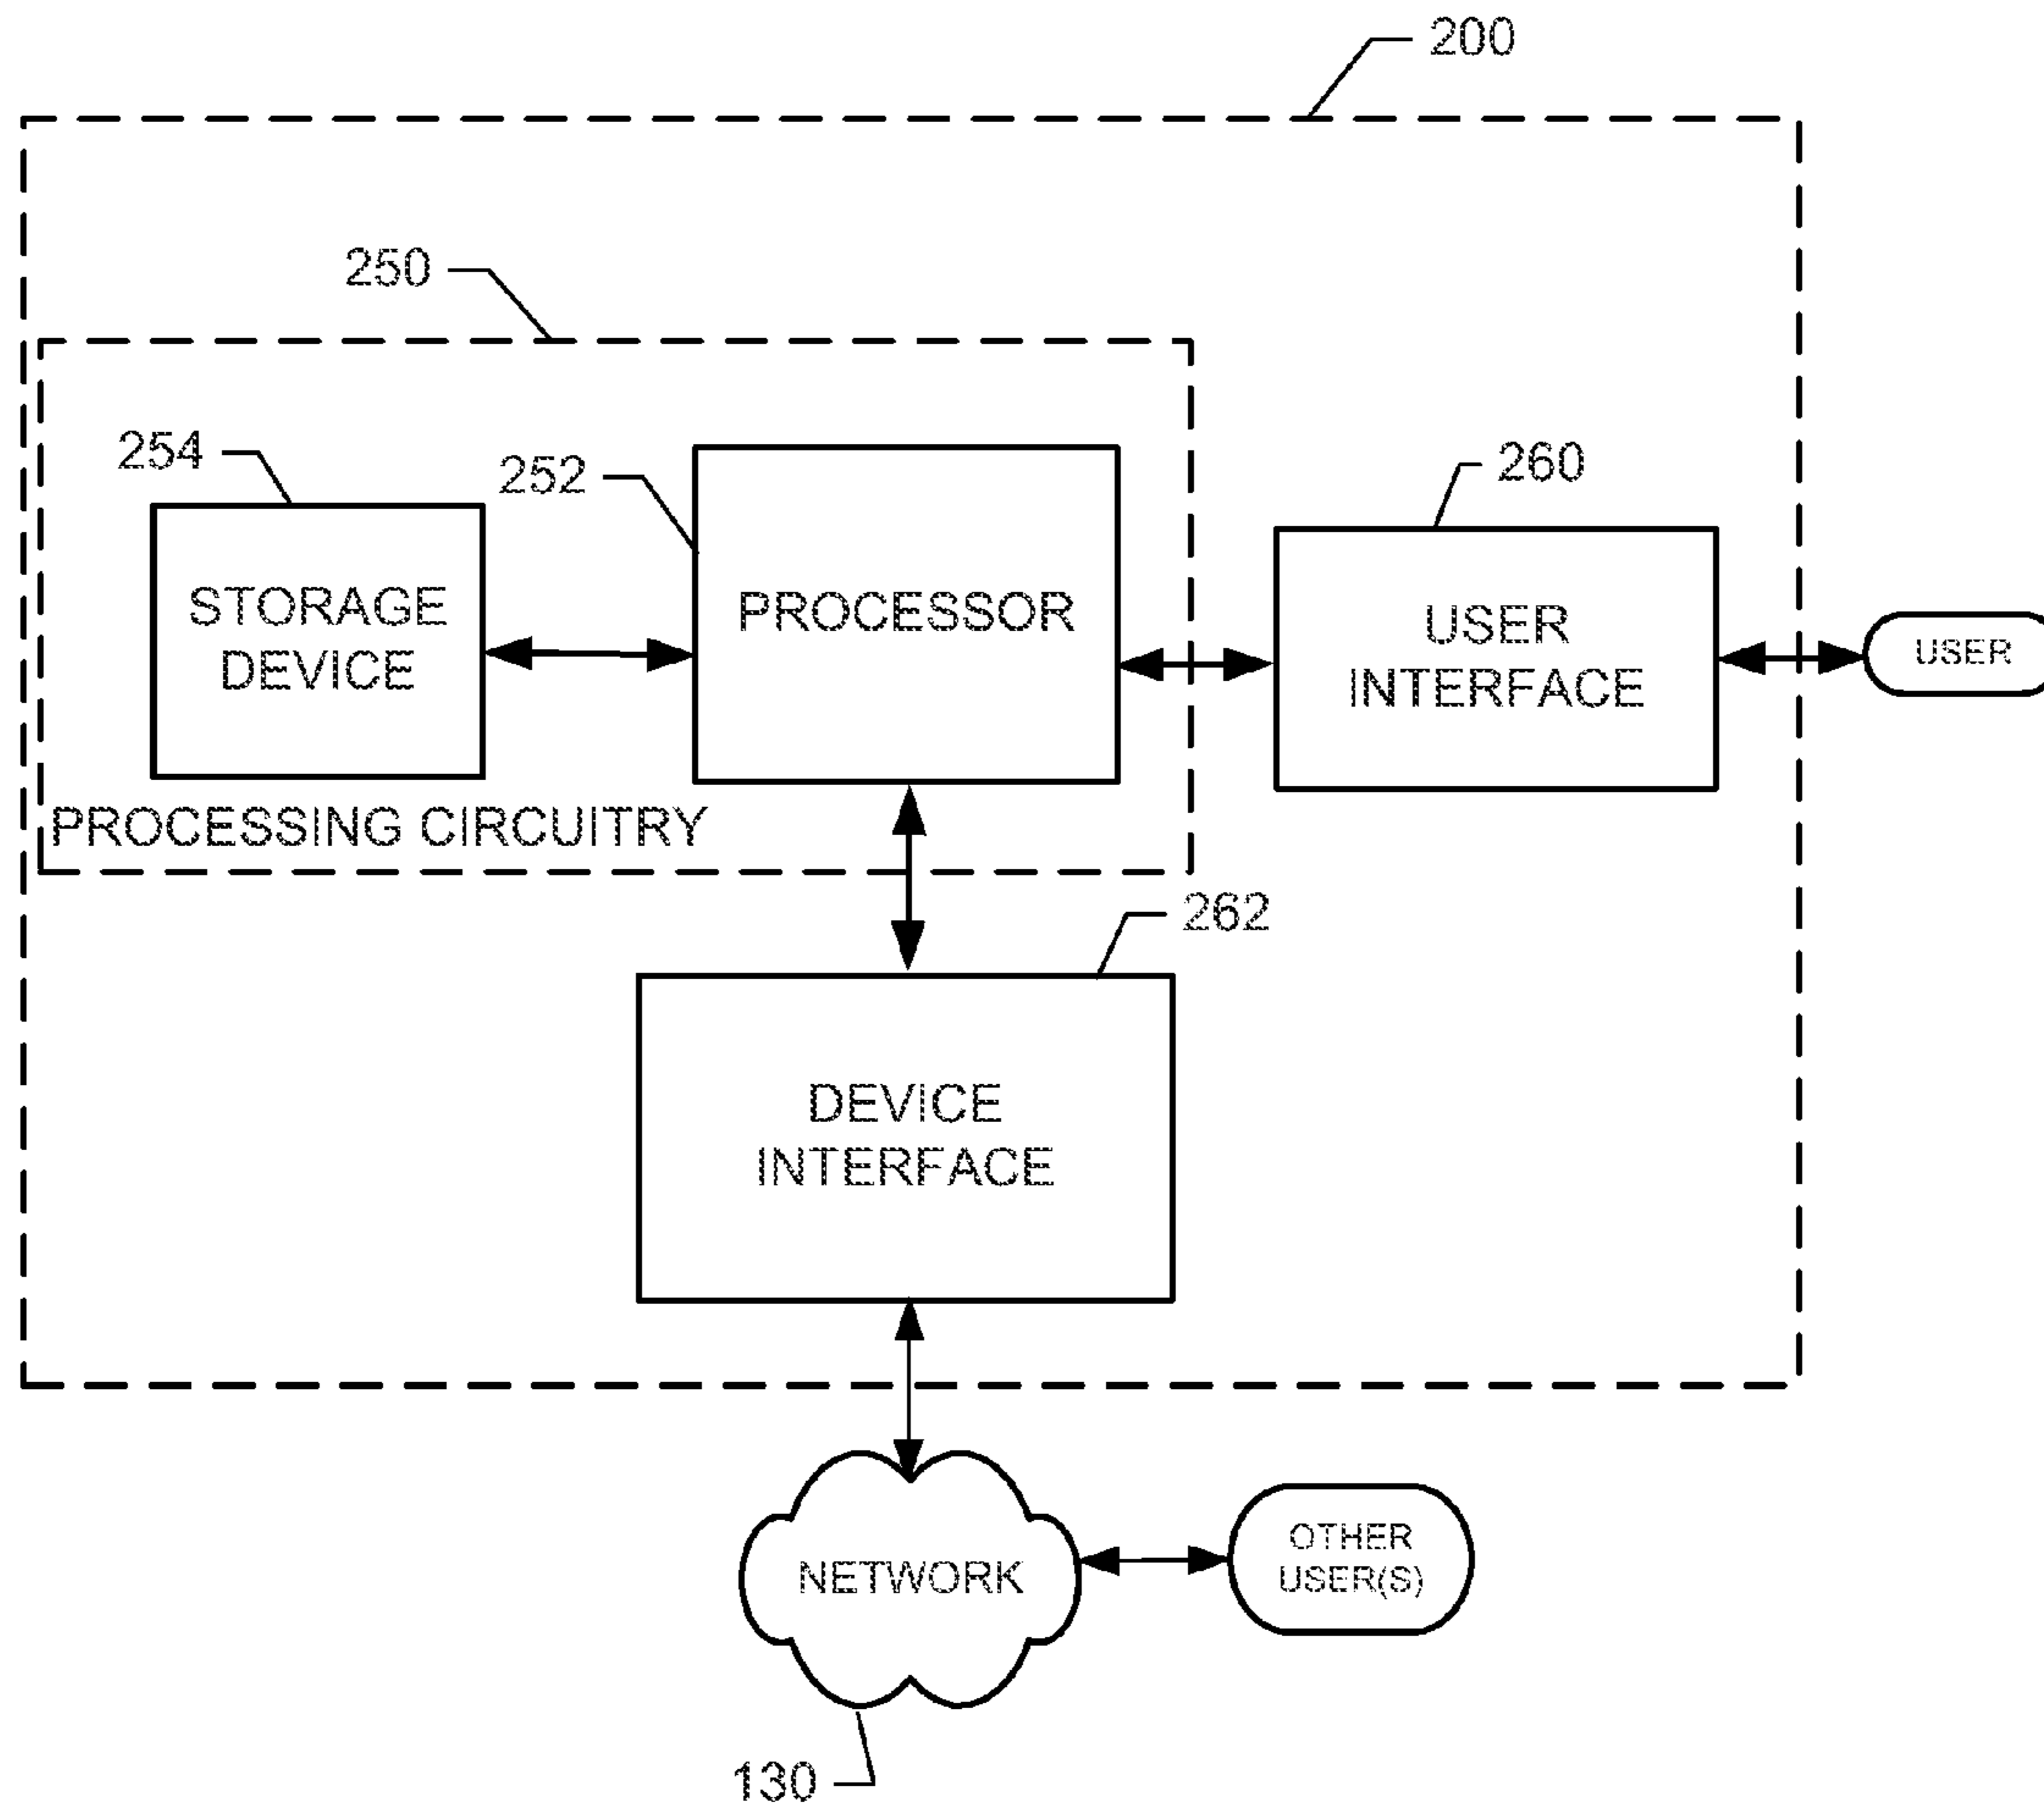 200
250
254
252
260
STORAGE
DEVICE
PROCESSOR
USER
INTERFACE
USER
PROCESSING CIRCUITRY
262
DEVICE
INTERFACE
NETWORK
OTHER
USER(S)
130